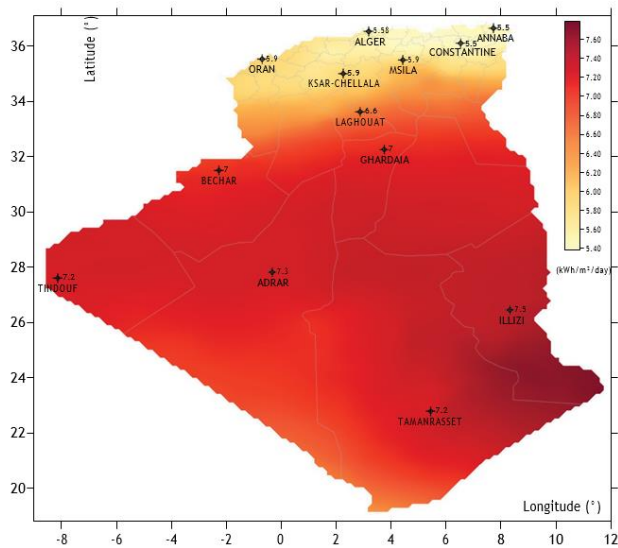 Latitude (°)
36
34
32
30
28
26
24
22
20
5.5
ANNABA
5.58
ALGER
5.5
CONSTANTINE
5.9
ORAN
5.9
MSILA
5.9
KSAR-CHELLALA
6.6
LAGHOUAT
7
GHARDAIA
7
BECHAR
7.2
THIDOUF
7.3
ADRAR
7.5
ILLIZI
7.2
TAMANRASSET
7.60
7.40
7.20
7.00
6.80
6.60
6.40
6.20
6.00
5.80
5.60
5.40
(kWh/m²/day)
Longitude (°)
-8 -6 -4 -2 0 2 4 6 8 10 12